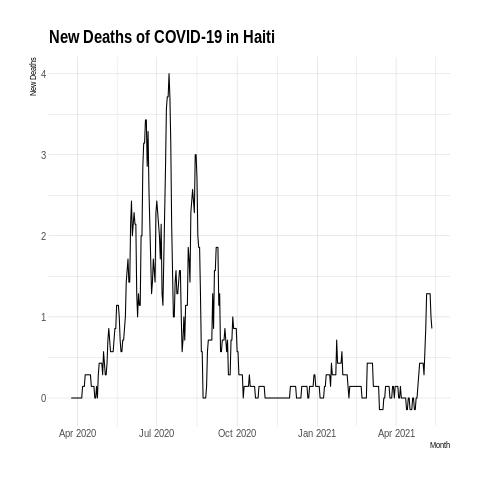 New Deaths of COVID-19 in Haiti
New Deaths
4
3
2
1
0
Apr 2020 Jul 2020 Oct 2020 Jan 2021 Apr 2021
Month